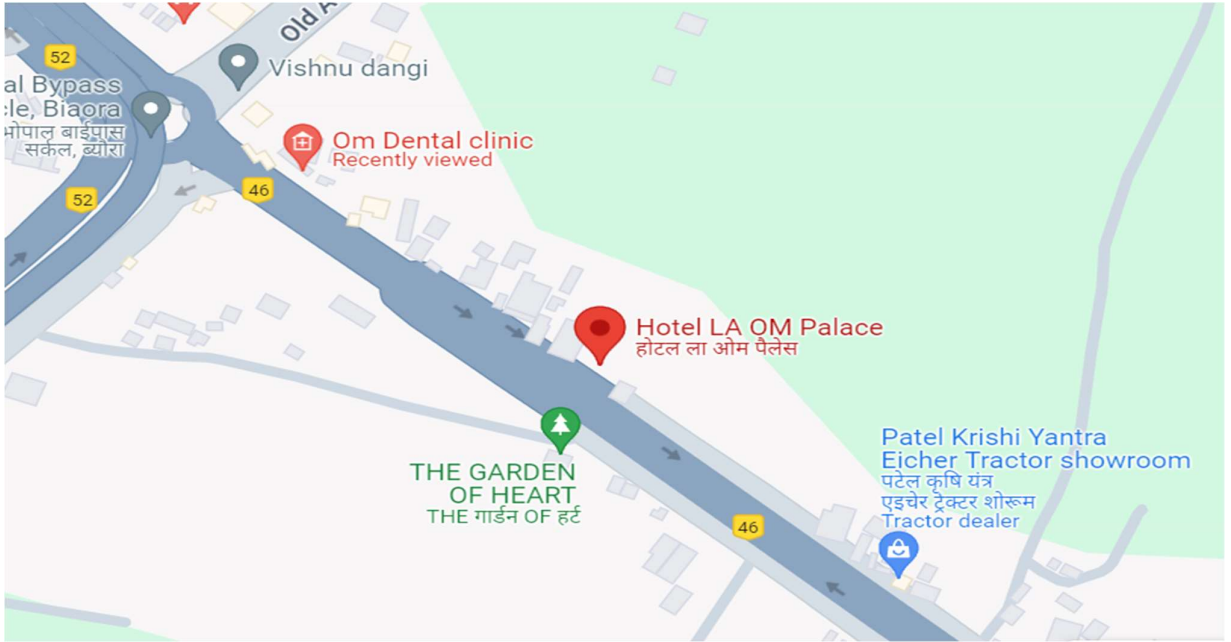 52
Old A
Vishnu dangi
al Bypass
cle, Biaora
भोपाल बाईपास
सर्कल, ब्योरा
Om Dental clinic
Recently viewed
52
46
Hotel LA OM Palace
होटल ला ओम पैलेस
THE GARDEN
OF HEART
THE गार्डन OF हर्ट
Patel Krishi Yantra
Eicher Tractor showroom
पटेल कृषि यंत्र
एइचेर ट्रेक्टर शोरूम
Tractor dealer
46